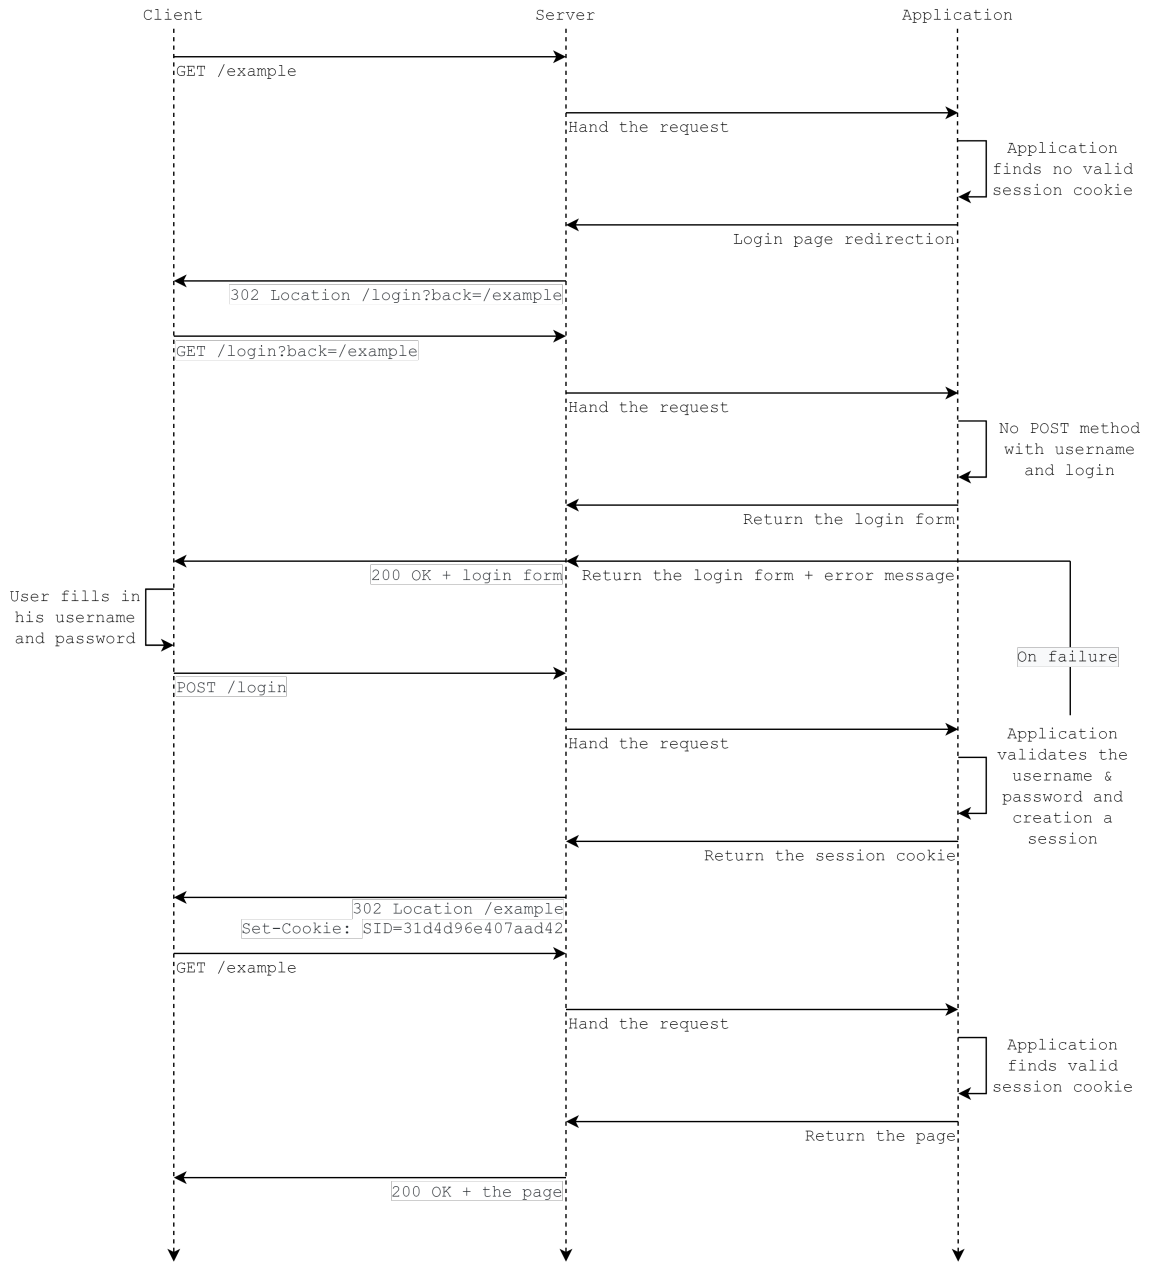 Client
Server
Application
GET /example
Hand the request
Application
finds no valid
session cookie
Login page redirection
302 Location /login?back=/example
GET /login?back=/example
Hand the request
No POST method
with username
and login
Return the login form
200 OK + login form
Return the login form + error message
User fills in
his username
and password
On failure
POST /login
Hand the request
Application
validates the
username &
password and
creation a
session
Return the session cookie
302 Location /example
Set-Cookie: SID=31d4d96e407aad42
GET /example
Hand the request
Application
finds valid
session cookie
Return the page
200 OK + the page